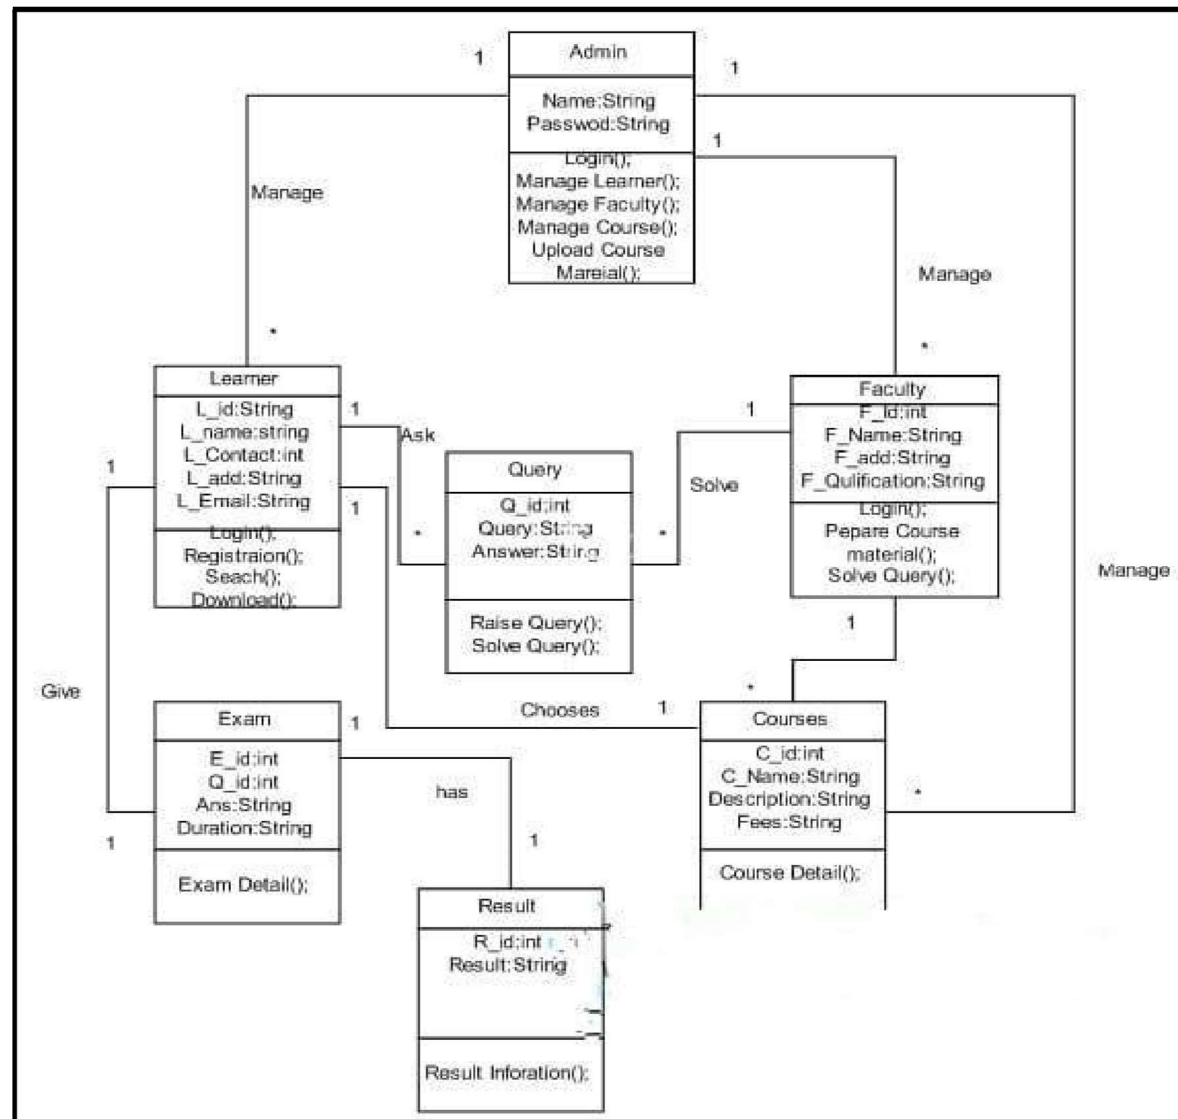 Admin
1
1
Name:String
Passwod:String
1
Login();
Manage Learner();
Manage Faculty();
Manage Course();
Upload Course
Mareial();
Manage
Manage
*
*
Learner
L_id:String
L_name:string
L_Contact:int
L_add:String
L_Email:String
Login();
Registraion();
Seach();
Download();
1
1
1
Ask
Query
Q_id:int
Query:String
Answer:String
Raise Query();
Solve Query();
*
*
Solve
1
Faculty
F_Id:int
F_Name:String
F_add:String
F_Qulification:String
Login();
Pepare Course
material();
Solve Query();
Manage
1
*
Give
Chooses
1
Exam
E_id:int
Q_id:int
Ans:String
Duration:String
Exam Detail();
1
1
has
1
Courses
C_id:int
C_Name:String
Description:String
Fees:String
Course Detail();
*
Result
R_id:int
Result:String
Result Inforation();